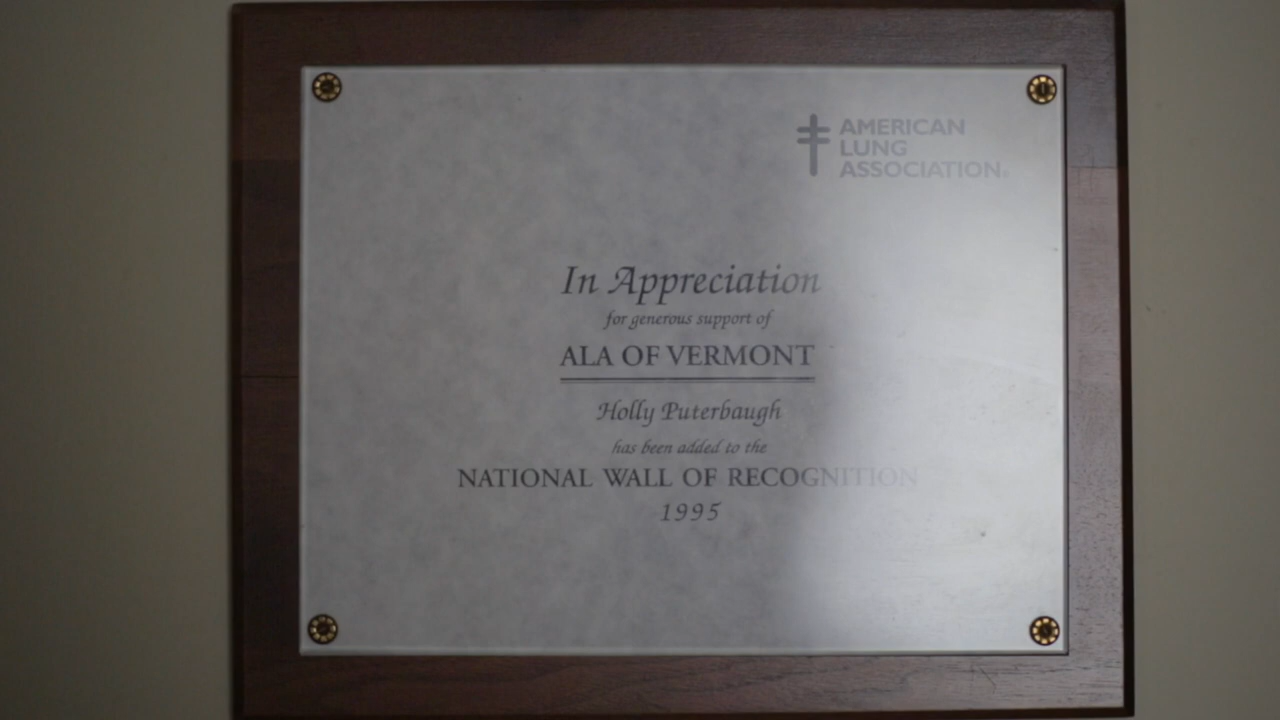 AMERICAN
LUNG
ASSOCIATION®
In Appreciation
for generous support of
ALA OF VERMONT
Holly Puterbaugh
has been added to the
NATIONAL WALL OF RECOGNITION
1995